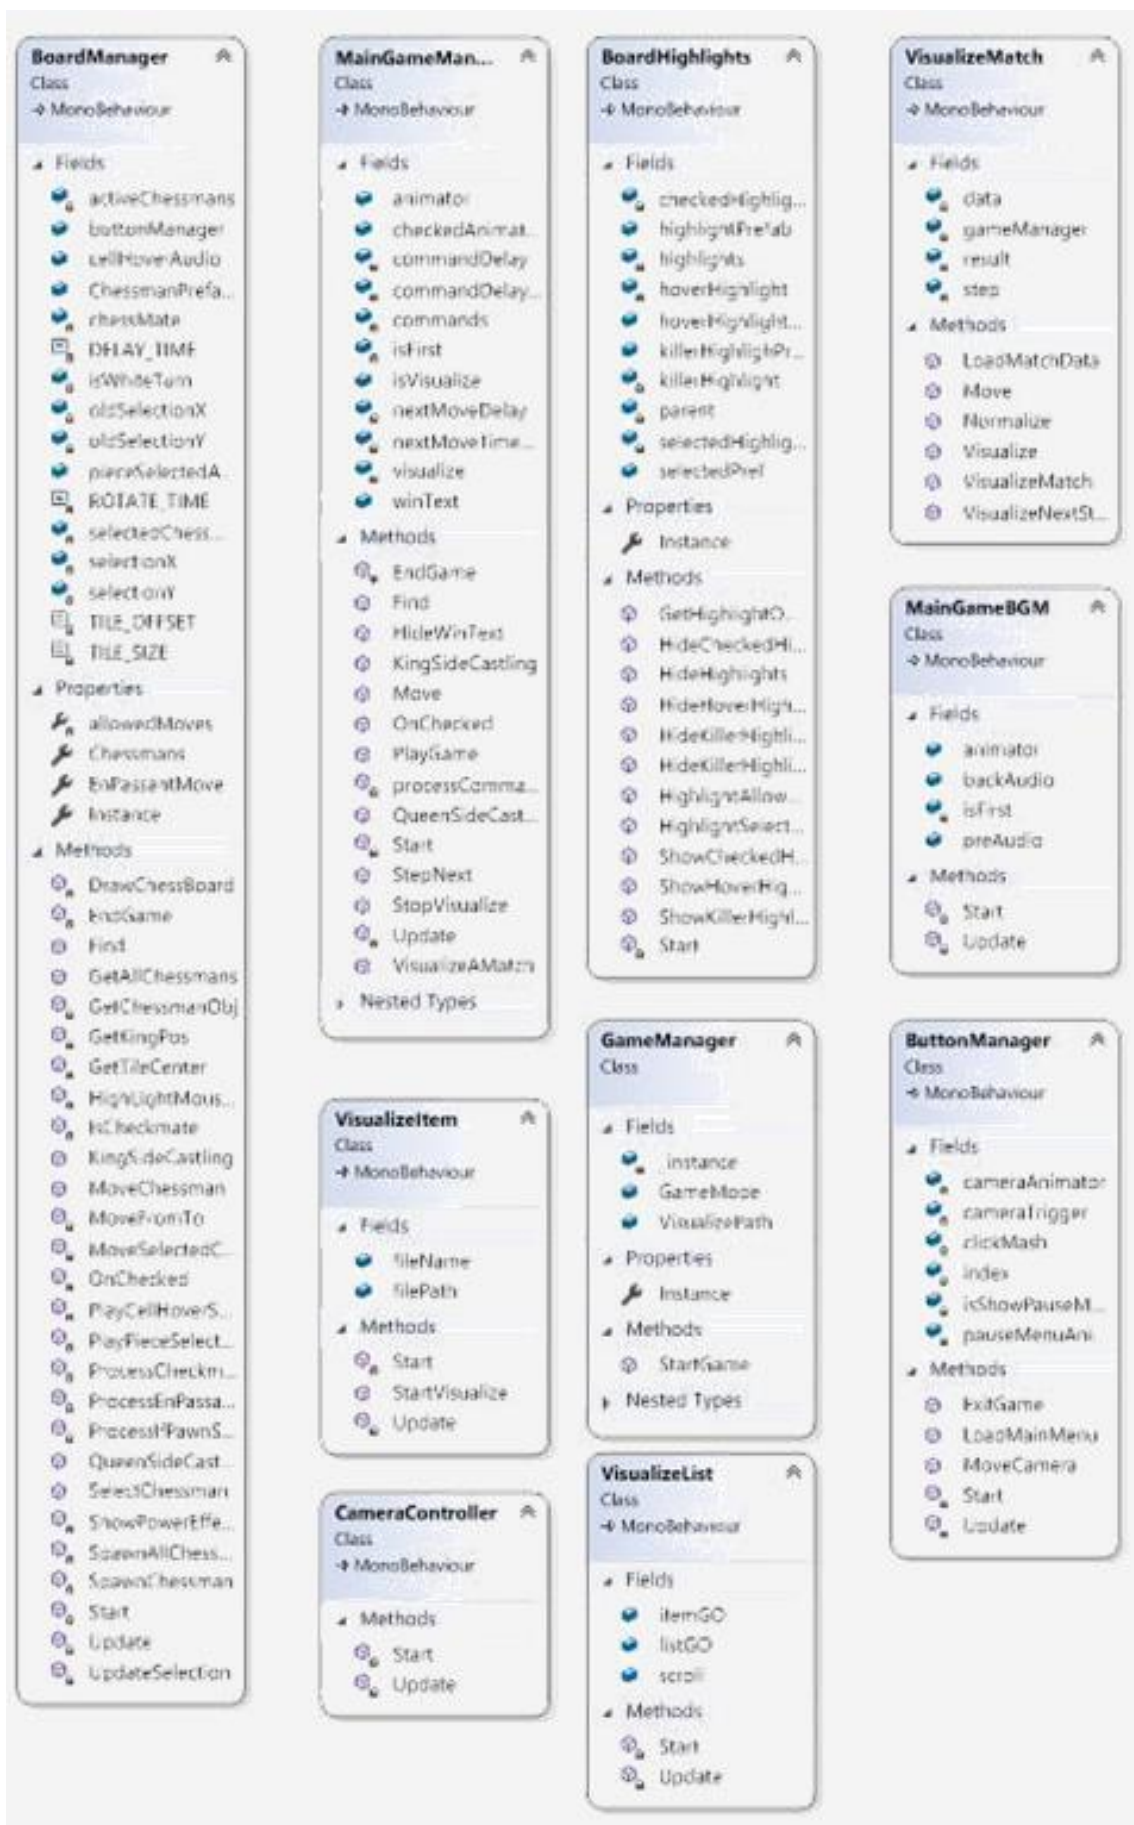 BoardManager
Class
MonoBehaviour
Fields
activeChessmans
buttonManager
cellHoverAudio
ChessmanPrefa...
chessMate
DELAY_TIME
isWhiteTurn
oldSelectionX
oldSelectionY
pieceSelectedA...
ROTATE_TIME
selectedChess...
selectionX
selectionY
TILE_OFFSET
TILE_SIZE
Properties
allowedMoves
Chessmans
EnPassantMove
Instance
Methods
DrawChessBoard
EndGame
Find
GetAllChessmans
GetChessmanObj
GetKingPos
GetTileCenter
HighLightMous...
IsCheckmate
KingSideCastling
MoveChessman
MoveFromTo
MoveSelectedC...
OnChecked
PlayCellHoverS...
PlayPieceSelect...
ProcessCheckm...
ProcessEnPassa...
ProcessIfPawnS...
QueenSideCast...
SelectChessman
ShowPowerEffe...
SpawnAllChess...
SpawnChessman
Start
Update
UpdateSelection
MainGameMan...
Class
MonoBehaviour
Fields
animator
checkedAnimat...
commandDelay
commandDelay...
commands
isFirst
isVisualize
nextMoveDelay
nextMoveTime...
visualize
winText
Methods
EndGame
Find
HideWinText
KingSideCastling
Move
OnChecked
PlayGame
processComma...
QueenSideCast...
Start
StepNext
StopVisualize
Update
VisualizeAMatch
Nested Types
VisualizeItem
Class
MonoBehaviour
Fields
fileName
filePath
Methods
Start
StartVisualize
Update
CameraController
Class
MonoBehaviour
Methods
Start
Update
BoardHighlights
Class
MonoBehaviour
Fields
checkedHighlig...
highlightPrefab
highlights
hoverHighlight
hoverHighlight...
killerHighlighPr...
killerHighlight
parent
selectedHighlig...
selectedPref
Properties
Instance
Methods
GetHighlightO...
HideCheckedHi...
HideHighlights
HideHoverHigh...
HideKillerHighli...
HideKillerHighli...
HighlightAllow...
HighlightSelect...
ShowCheckedH...
ShowHoverHig...
ShowKillerHighl...
Start
GameManager
Class
Fields
_instance
GameMode
VisualizePath
Properties
Instance
Methods
StartGame
Nested Types
VisualizeList
Class
MonoBehaviour
Fields
itemGO
listGO
scroll
Methods
Start
Update
VisualizeMatch
Class
MonoBehaviour
Fields
data
gameManager
result
step
Methods
LoadMatchData
Move
Normalize
Visualize
VisualizeMatch
VisualizeNextSt...
MainGameBGM
Class
MonoBehaviour
Fields
animator
backAudio
isFirst
preAudio
Methods
Start
Update
ButtonManager
Class
MonoBehaviour
Fields
cameraAnimator
cameraTrigger
clickMash
index
isShowPauseM...
pauseMenuAni...
Methods
ExitGame
LoadMainMenu
MoveCamera
Start
Update